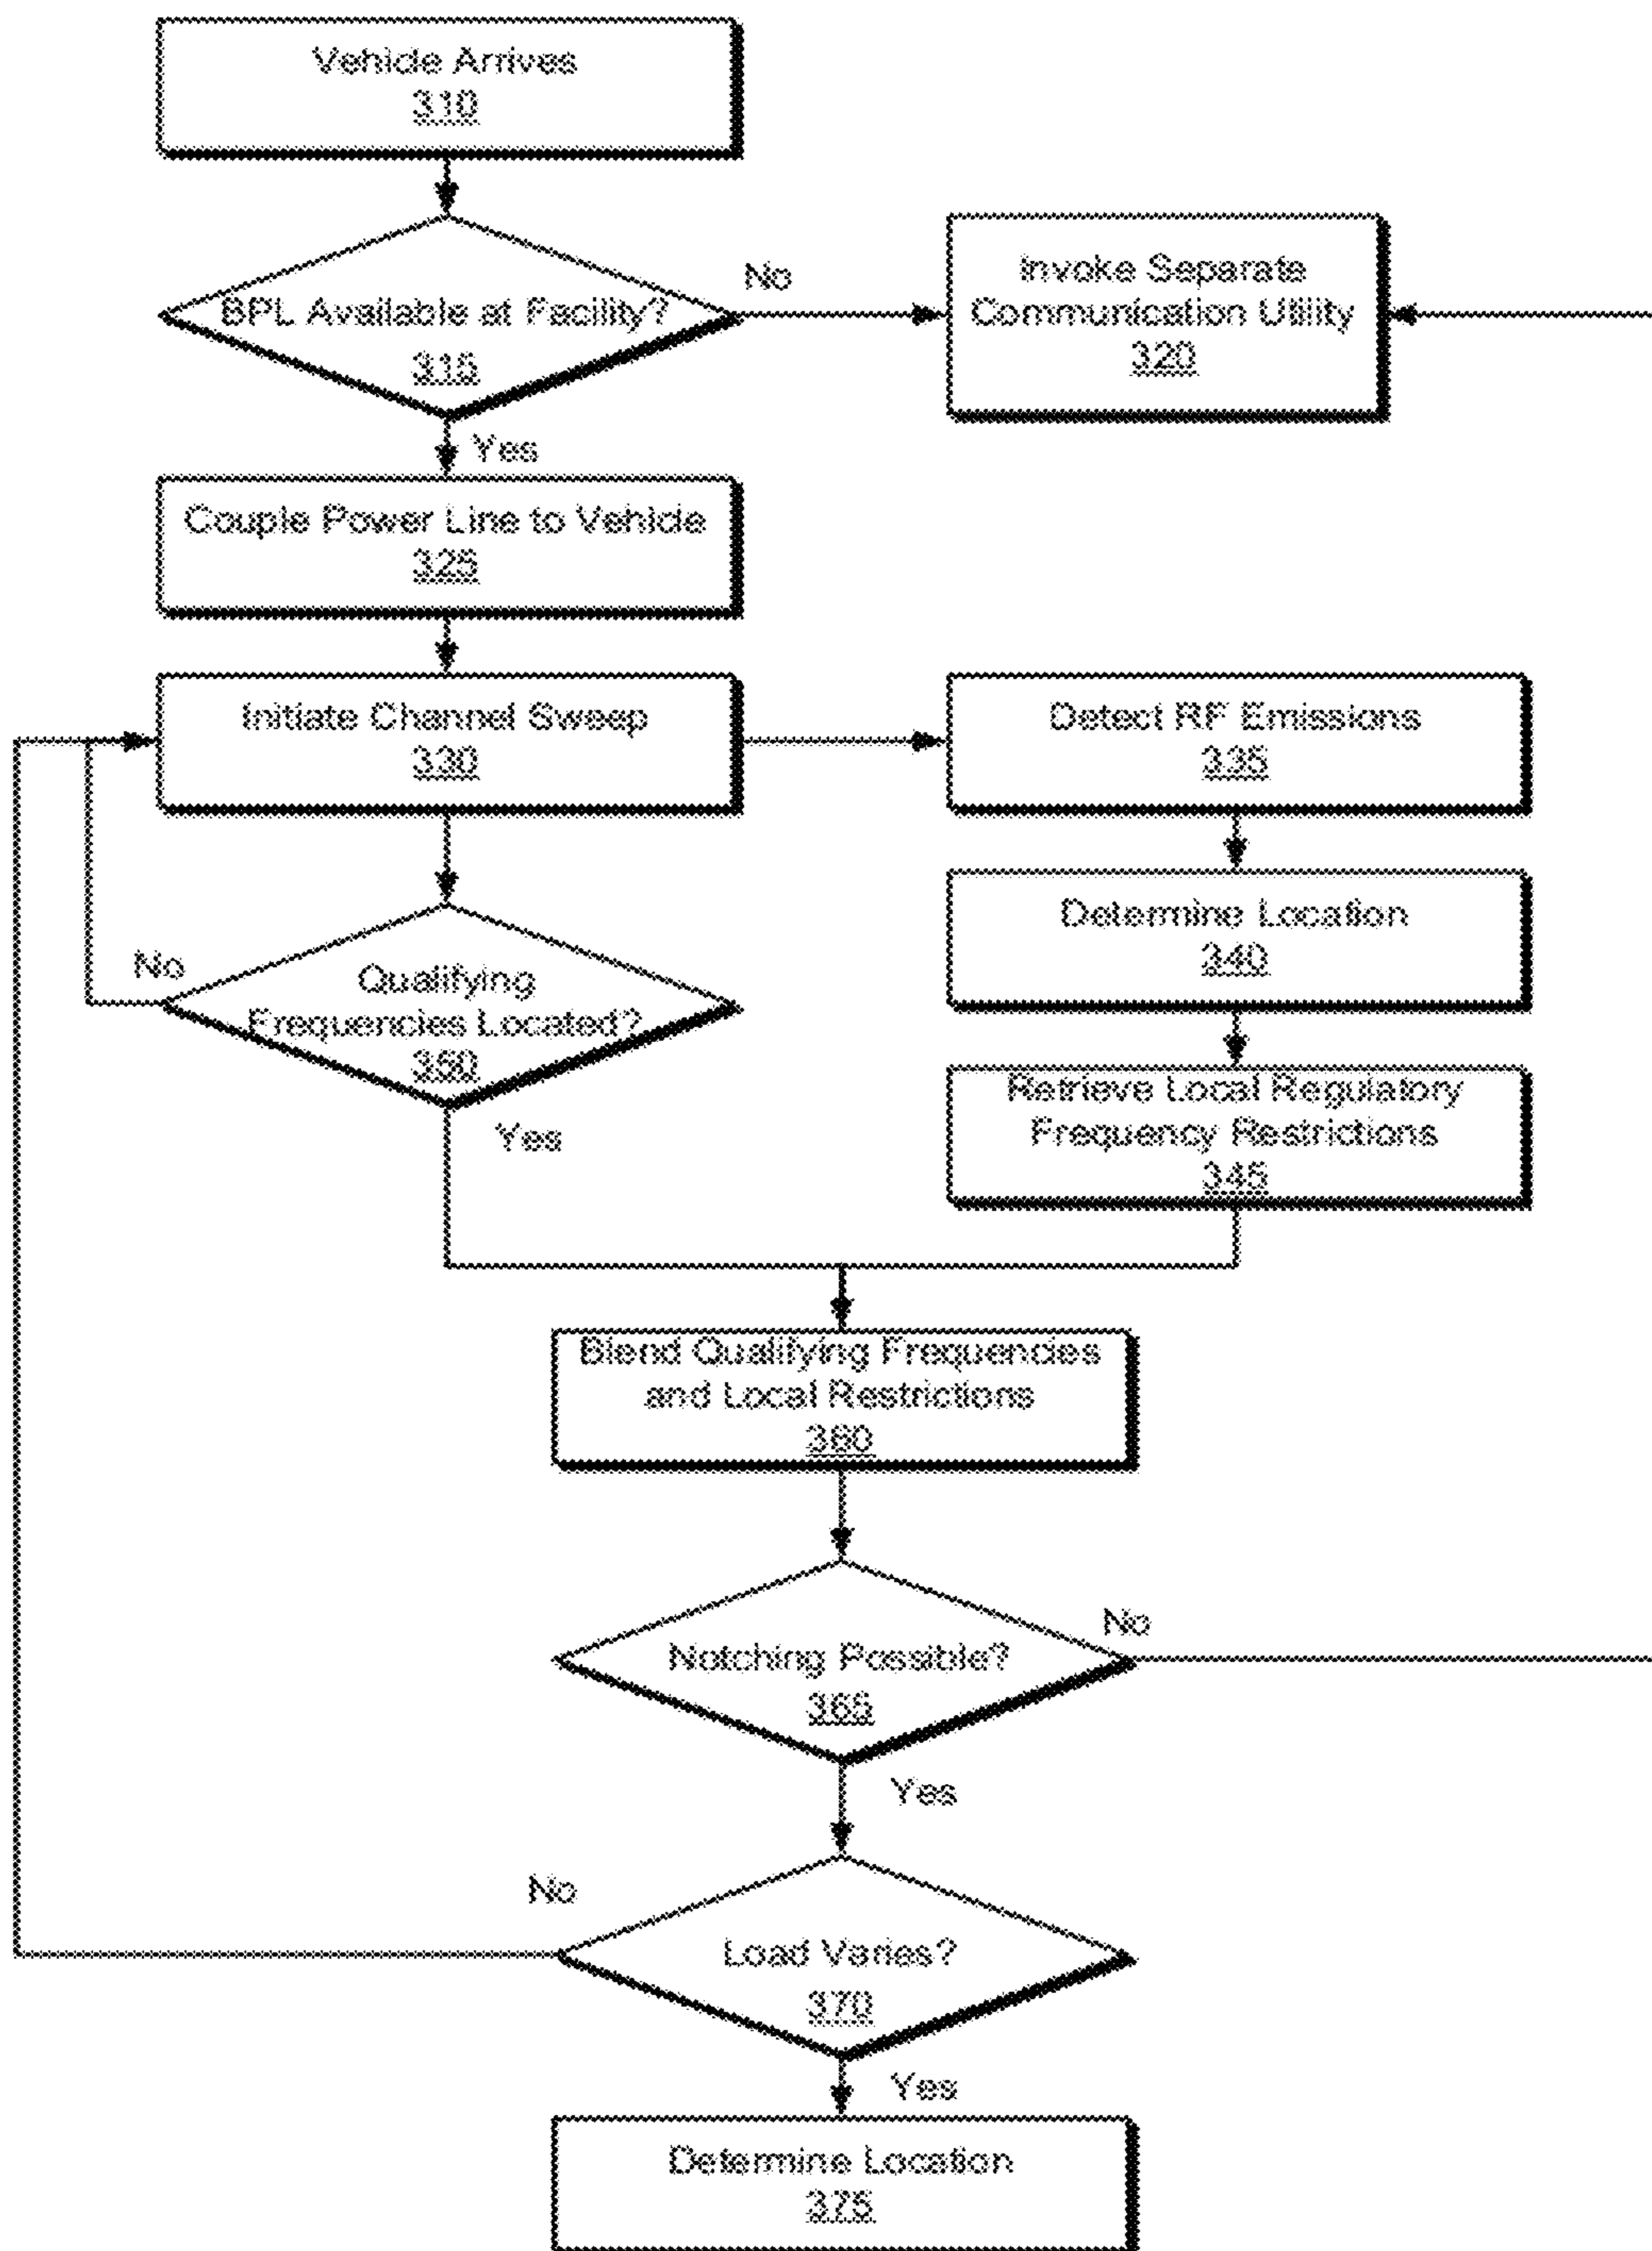 Vehicle Arrives
310
BPL Available at Facility?
315
No
Yes
Invoke Separate
Communication Utility
320
Couple Power Line to Vehicle
325
Initiate Channel Sweep
330
Detect RF Emissions
335
Determine Location
340
Retrieve Local Regulatory
Frequency Restrictions
345
No
Qualifying
Frequencies Located?
350
Yes
Blend Qualifying Frequencies
and Local Restrictions
360
No
Notching Possible?
365
Yes
No
Load Varies?
370
Yes
Determine Location
375